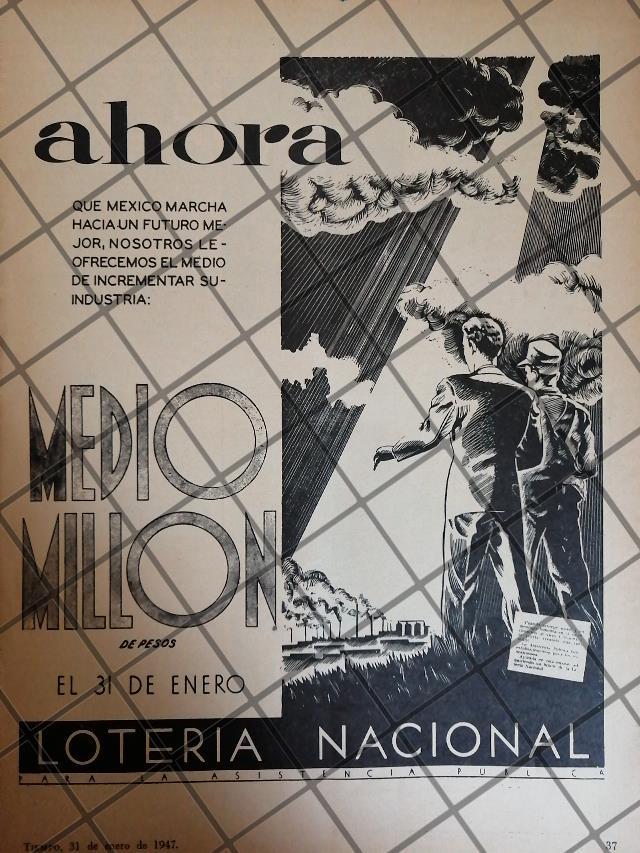 ahora
QUE MEXICO MARCHA
HACIA UN FUTURO ME-
JOR, NOSOTROS LE-
OFRECEMOS EL MEDIO
DE INCREMENTAR SU-
INDUSTRIA:
MEDIO
MILLON
DE PESOS
EL 31 DE ENERO
LOTERIA NACIONAL
PARA LA ASISTENCIA PUBLICA
Tiempo, 31 de enero de 1947.
37